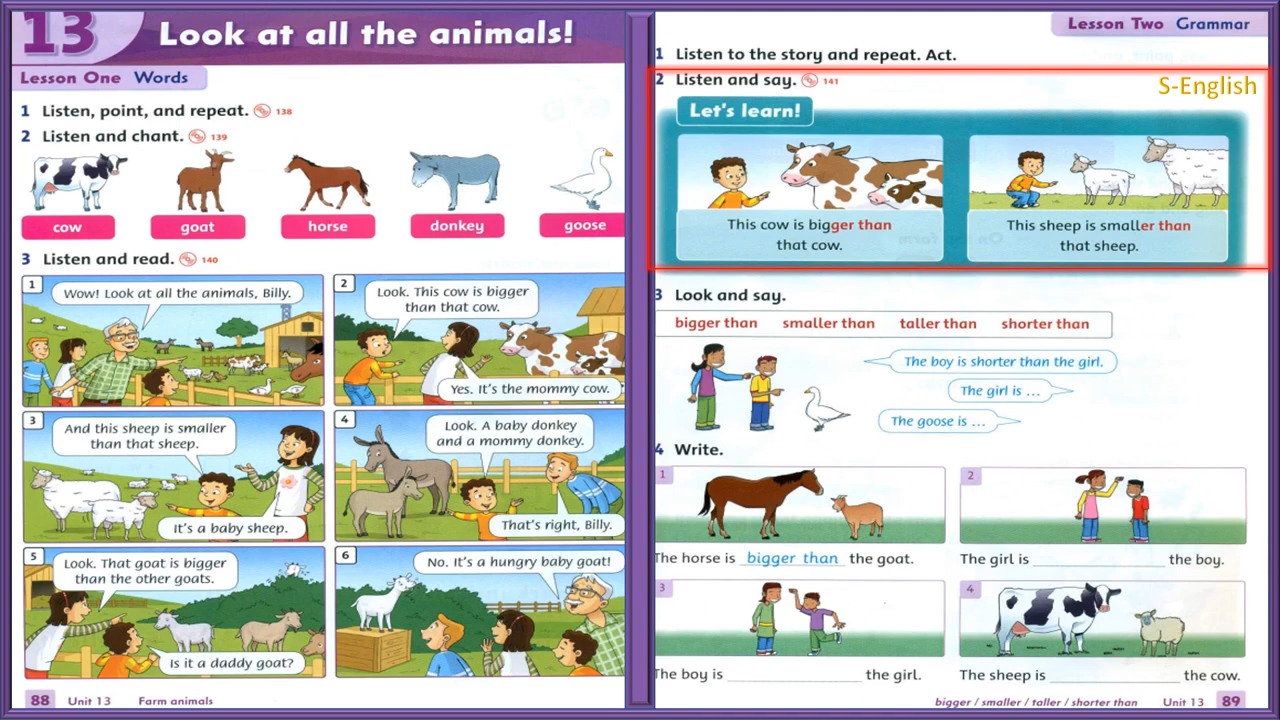 13
Look at all the animals!
Lesson One Words
1 Listen, point, and repeat. 138
2 Listen and chant. 139
cow
goat
horse
donkey
goose
3 Listen and read. 140
1
Wow! Look at all the animals, Billy.
2
Look. This cow is bigger
than that cow.
Yes. It's the mommy cow.
3
And this sheep is smaller
than that sheep.
It's a baby sheep.
4
Look. A baby donkey
and a mommy donkey.
That's right, Billy.
5
Look. That goat is bigger
than the other goats.
Is it a daddy goat?
6
No. It's a hungry baby goat!
88 Unit 13 Farm animals
Lesson Two Grammar
1 Listen to the story and repeat. Act.
2 Listen and say. 141
S-English
Let's learn!
This cow is bigger than
that cow.
This sheep is smaller than
that sheep.
3 Look and say.
bigger than smaller than taller than shorter than
The boy is shorter than the girl.
The girl is ...
The goose is ...
4 Write.
1
The horse is bigger than the goat.
2
The girl is ____________ the boy.
3
The boy is ____________ the girl.
4
The sheep is ____________ the cow.
bigger / smaller / taller / shorter than Unit 13 89